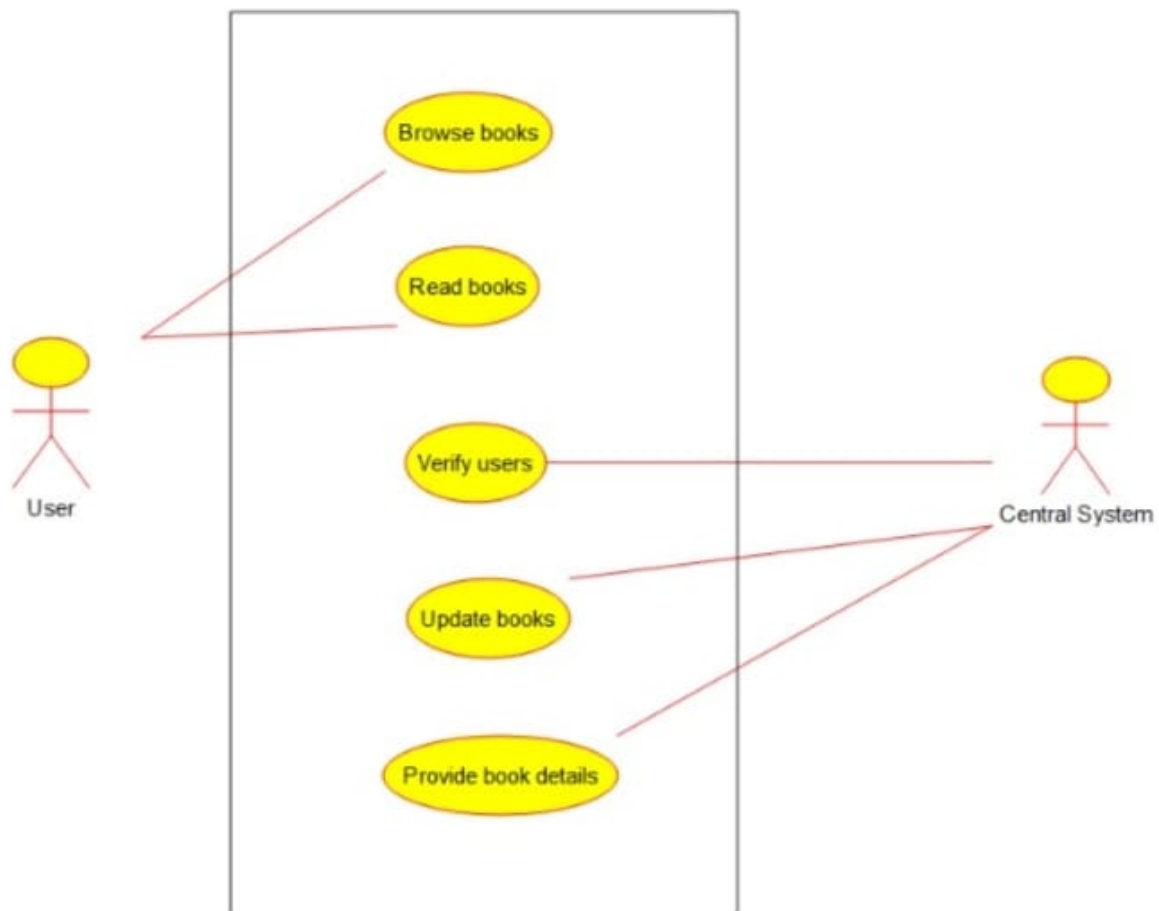 Browse books
Read books
Verify users
User
Central System
Update books
Provide book details